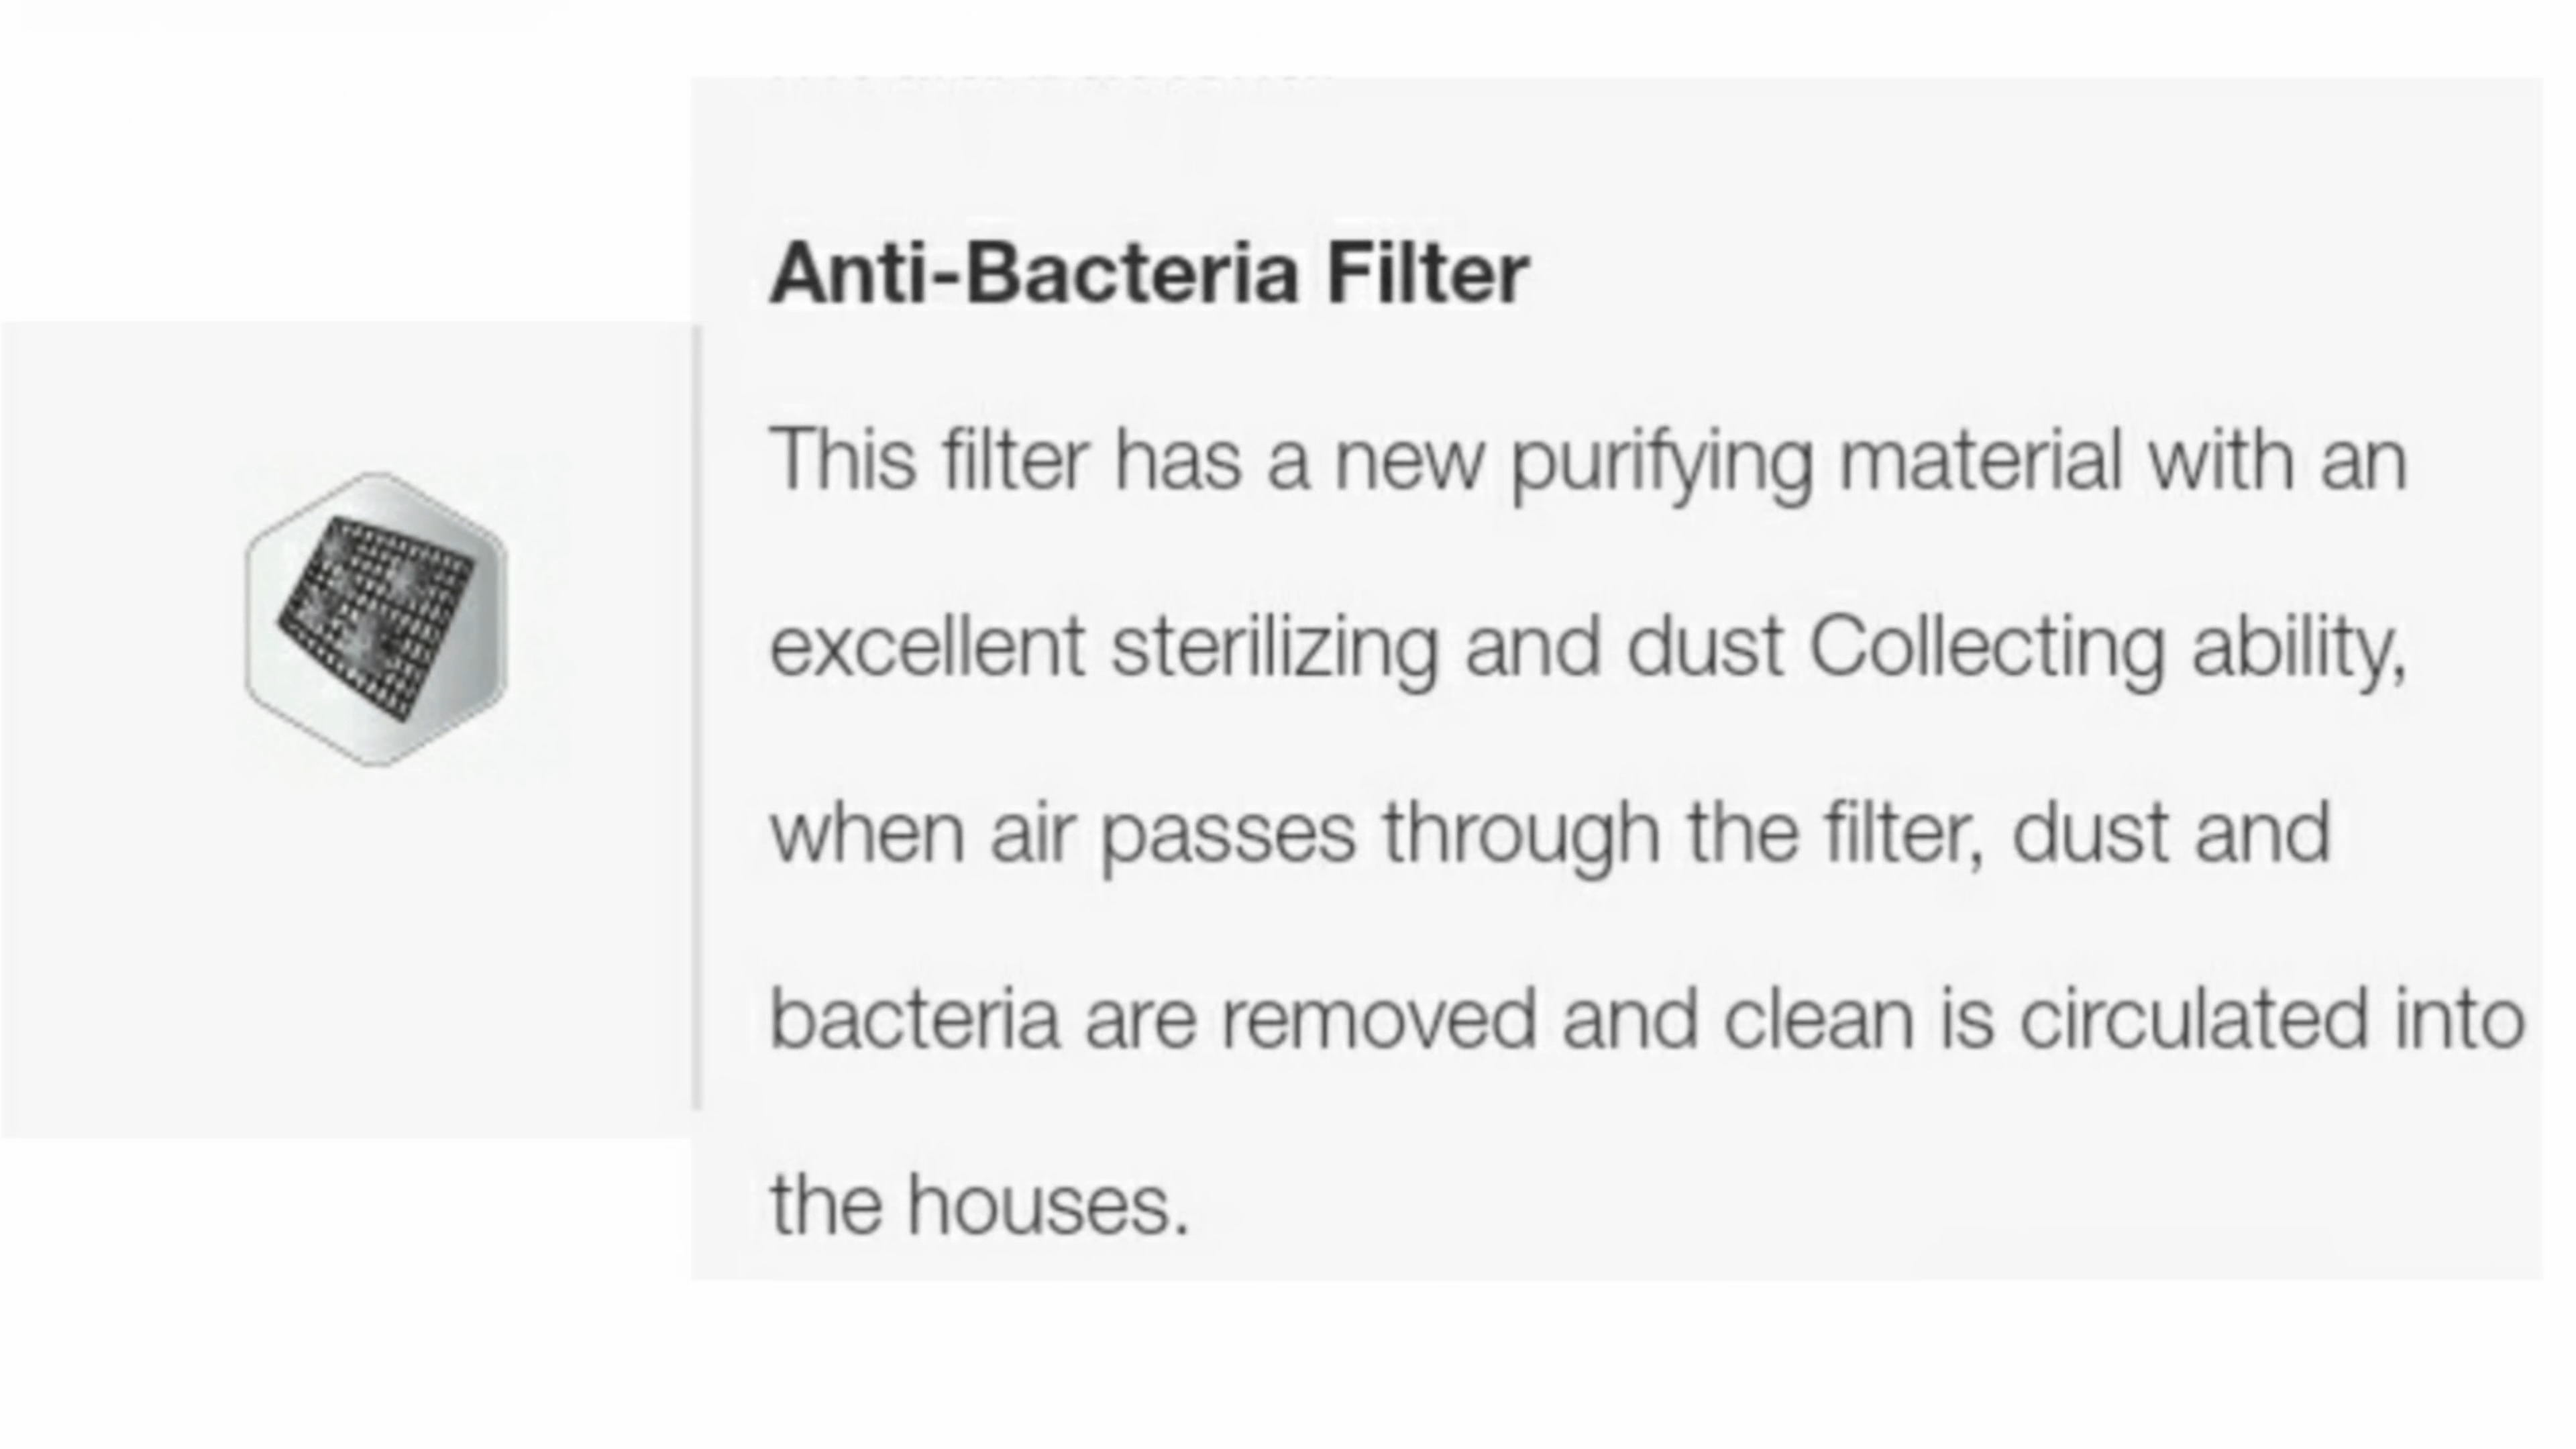 Anti-Bacteria Filter
This filter has a new purifying material with an
excellent sterilizing and dust Collecting ability,
when air passes through the filter, dust and
bacteria are removed and clean is circulated into
the houses.